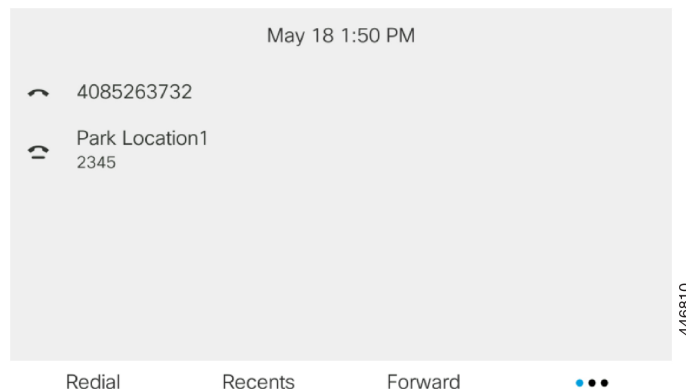 May 18 1:50 PM
4085263732
Park Location1
2345
446810
Redial Recents Forward